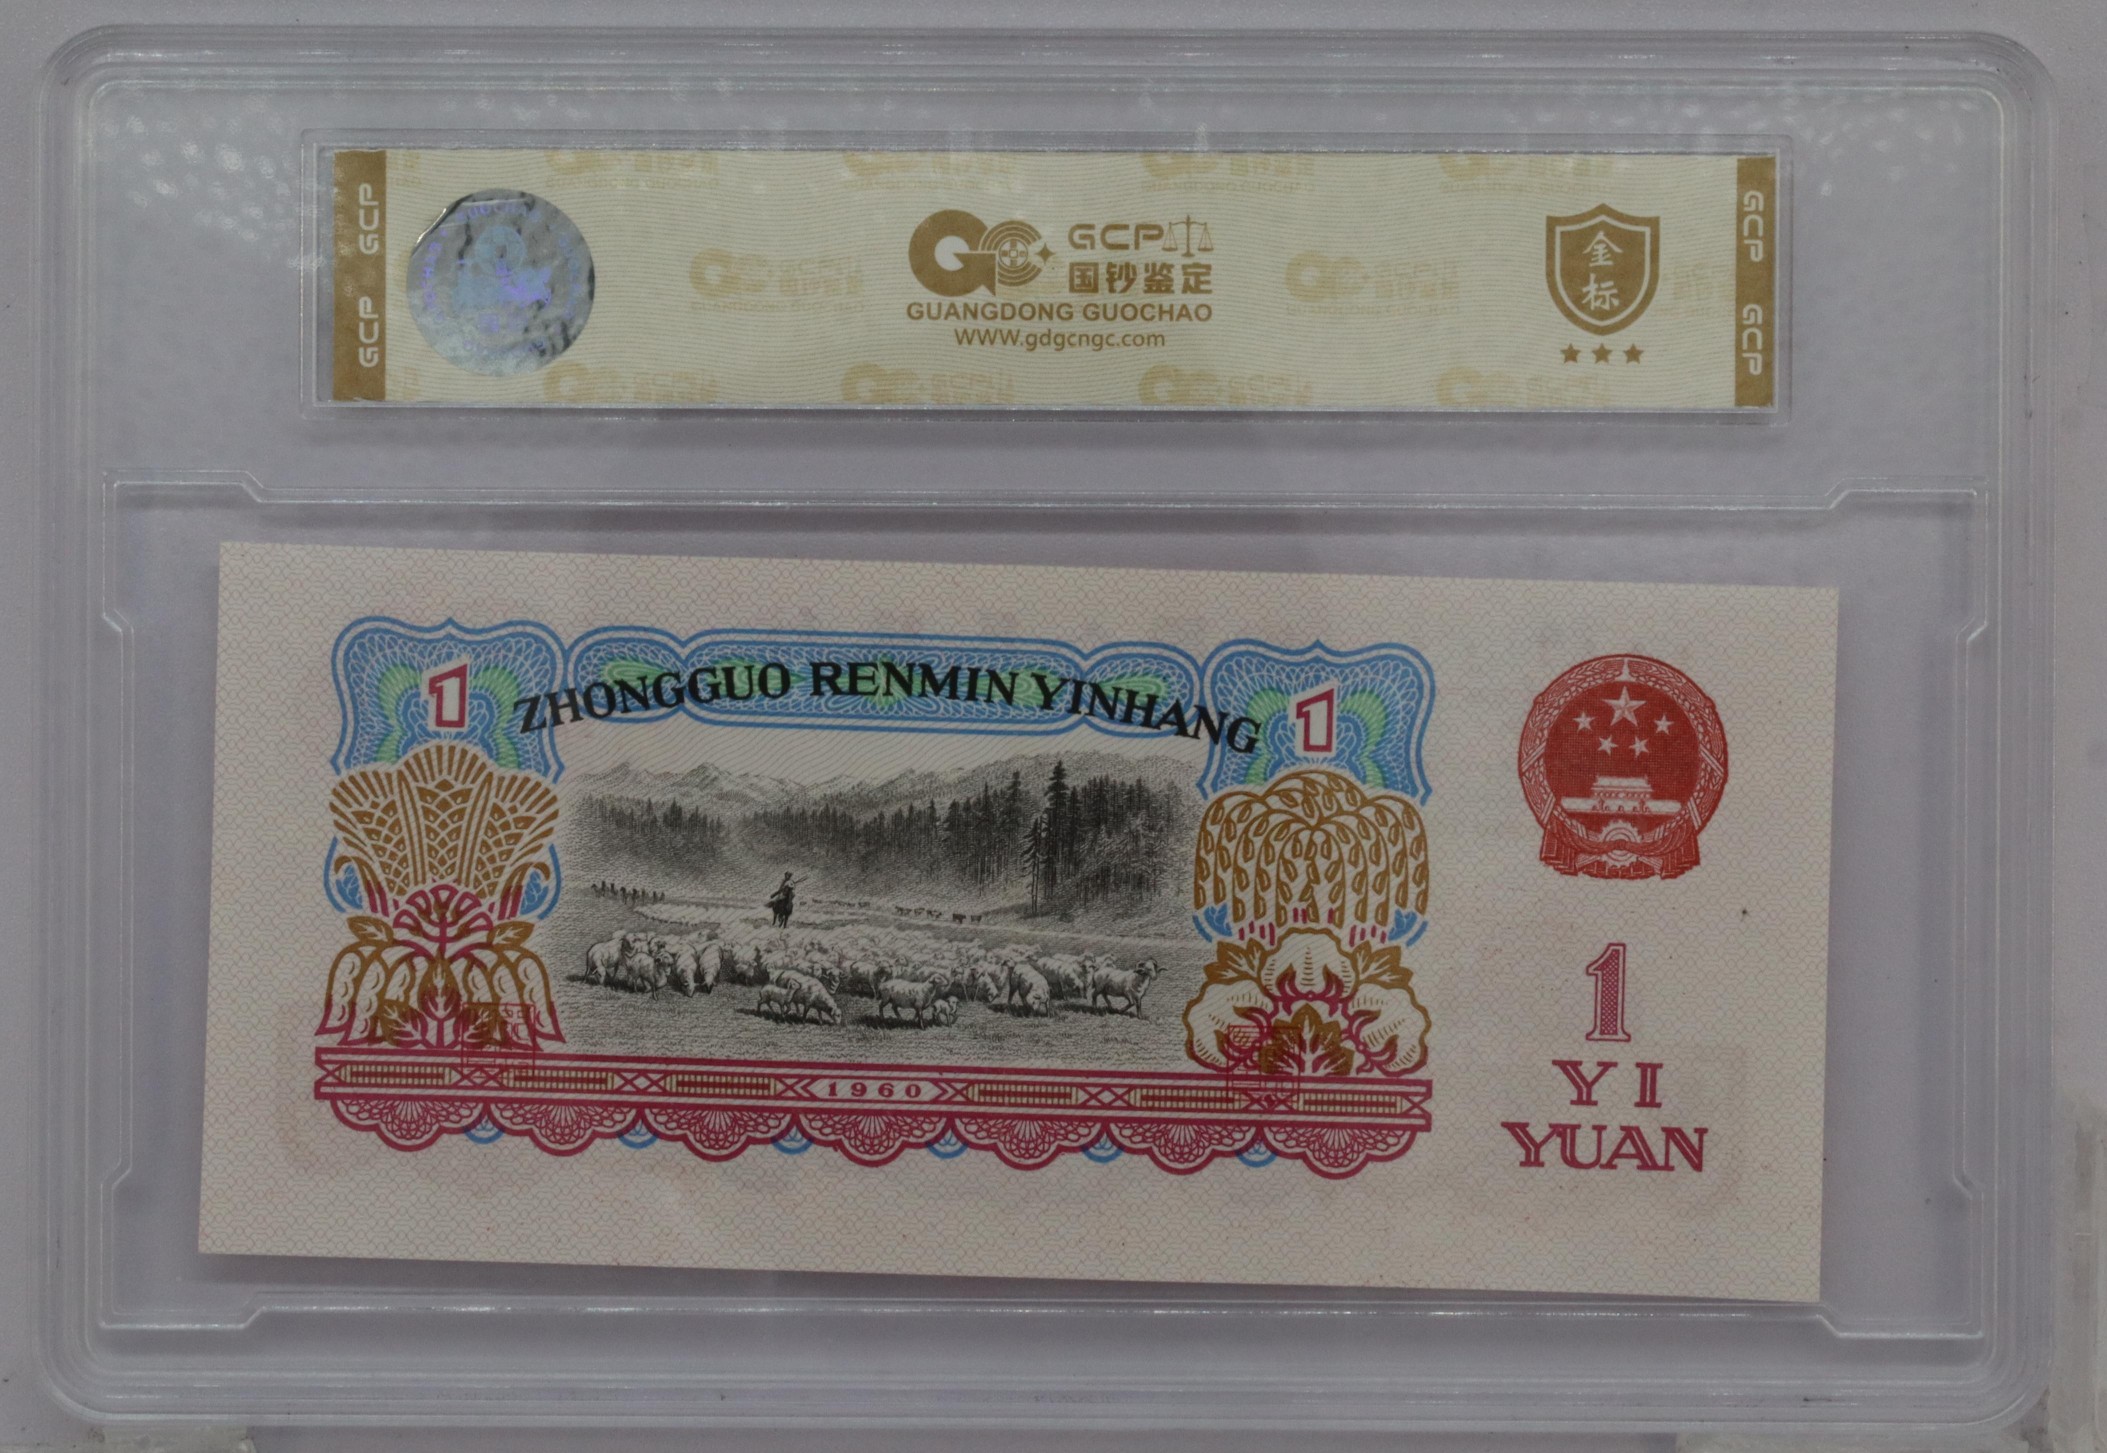 GCP GCP
GCP
国钞鉴定
GUANGDONG GUOCHAO
WWW.gdgcngc.com
金
标
GCP GCP
1
ZHONGGUO RENMIN YINHANG
1
1960
1
YI
YUAN